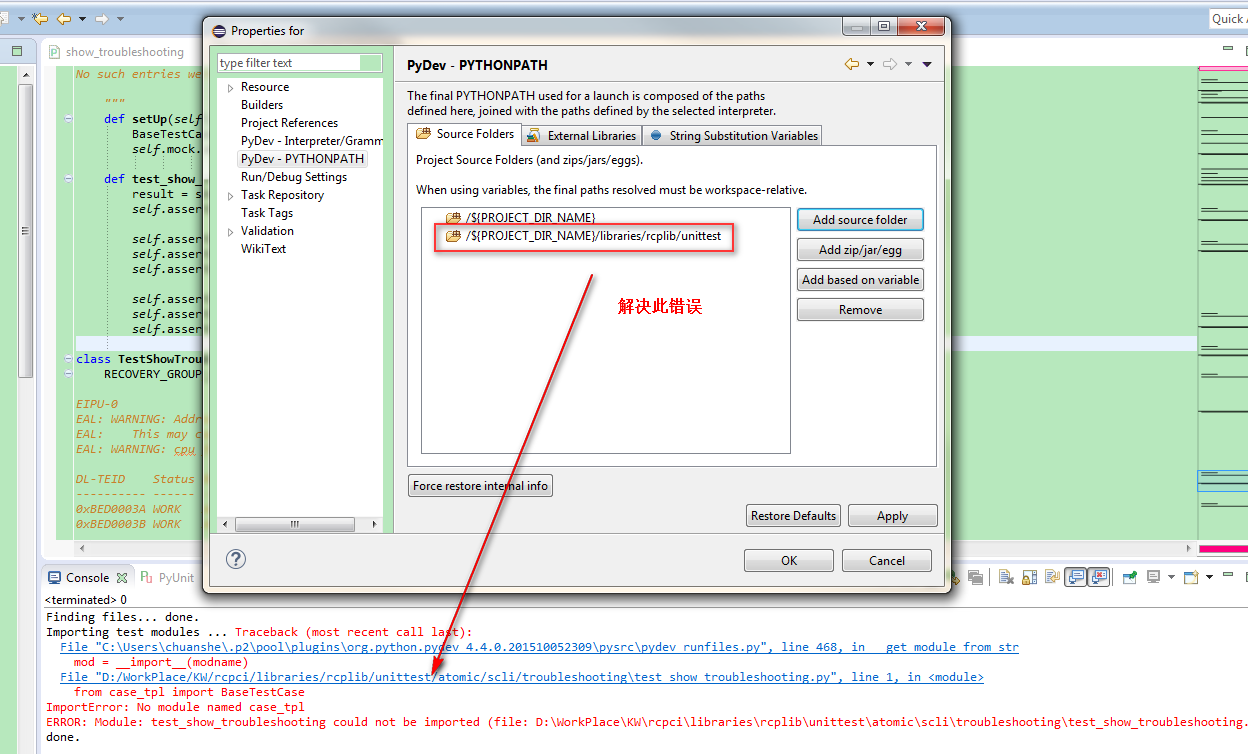 Quick A
Properties for
show_troubleshooting
type filter text
Resource
Builders
Project References
PyDev - Interpreter/Gramm
PyDev - PYTHONPATH
Run/Debug Settings
Task Repository
Task Tags
Validation
WikiText
PyDev - PYTHONPATH
The final PYTHONPATH used for a launch is composed of the paths
defined here, joined with the paths defined by the selected interpreter.
Source Folders
External Libraries
String Substitution Variables
Project Source Folders (and zips/jars/eggs).
When using variables, the final paths resolved must be workspace-relative.
/${PROJECT_DIR_NAME}
/${PROJECT_DIR_NAME}/libraries/rcplib/unittest
解决此错误
Add source folder
Add zip/jar/egg
Add based on variable
Remove
Force restore internal info
Restore Defaults
Apply
OK
Cancel
No such entries we
"""
def setUp(self
BaseTestCa
self.mock.
def test_show_
result = s
self.asser
self.asser
self.asser
self.asser
self.asser
self.asser
self.asser
class TestShowTrou
RECOVERY_GROUP
EIPU-0
EAL: WARNING: Addr
EAL:    This may c
EAL: WARNING: cpu
DL-TEID    Status
---------- ------
0xBED0003A WORK
0xBED0003B WORK
Console
PyUnit
<terminated> 0
Finding files... done.
Importing test modules ... Traceback (most recent call last):
File "C:\Users\chuanshe\.p2\pool\plugins\org.python.pydev_4.4.0.201510052309\pysrc\pydev_runfiles.py", line 468, in __get_module_from_str
mod = __import__(modname)
File "D:/WorkPlace/KW/rcpci/libraries/rcplib/unittest/atomic/scli/troubleshooting\test_show_troubleshooting.py", line 1, in <module>
from case_tpl import BaseTestCase
ImportError: No module named case_tpl
ERROR: Module: test_show_troubleshooting could not be imported (file: D:\WorkPlace\KW\rcpci\libraries\rcplib\unittest\atomic\scli\troubleshooting\test_show_troubleshooting.
done.